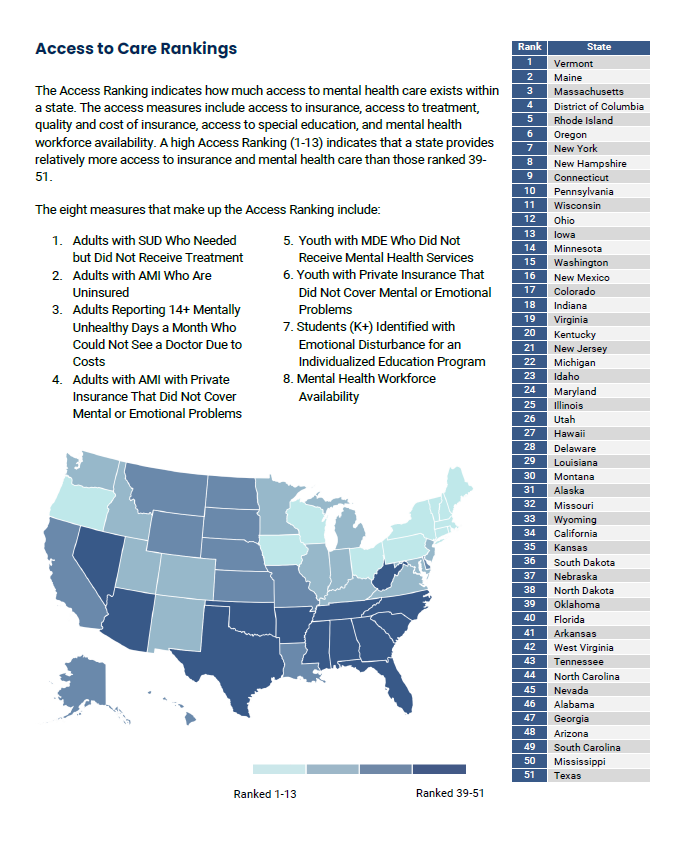 Access to Care Rankings
The Access Ranking indicates how much access to mental health care exists within
a state. The access measures include access to insurance, access to treatment,
quality and cost of insurance, access to special education, and mental health
workforce availability. A high Access Ranking (1-13) indicates that a state provides
relatively more access to insurance and mental health care than those ranked 39-
51.
The eight measures that make up the Access Ranking include:
1. Adults with SUD Who Needed
but Did Not Receive Treatment
2. Adults with AMI Who Are
Uninsured
3. Adults Reporting 14+ Mentally
Unhealthy Days a Month Who
Could Not See a Doctor Due to
Costs
4. Adults with AMI with Private
Insurance That Did Not Cover
Mental or Emotional Problems
5. Youth with MDE Who Did Not
Receive Mental Health Services
6. Youth with Private Insurance That
Did Not Cover Mental or Emotional
Problems
7. Students (K+) Identified with
Emotional Disturbance for an
Individualized Education Program
8. Mental Health Workforce
Availability
Ranked 1-13
Ranked 39-51
Rank State
1 Vermont
2 Maine
3 Massachusetts
4 District of Columbia
5 Rhode Island
6 Oregon
7 New York
8 New Hampshire
9 Connecticut
10 Pennsylvania
11 Wisconsin
12 Ohio
13 Iowa
14 Minnesota
15 Washington
16 New Mexico
17 Colorado
18 Indiana
19 Virginia
20 Kentucky
21 New Jersey
22 Michigan
23 Idaho
24 Maryland
25 Illinois
26 Utah
27 Hawaii
28 Delaware
29 Louisiana
30 Montana
31 Alaska
32 Missouri
33 Wyoming
34 California
35 Kansas
36 South Dakota
37 Nebraska
38 North Dakota
39 Oklahoma
40 Florida
41 Arkansas
42 West Virginia
43 Tennessee
44 North Carolina
45 Nevada
46 Alabama
47 Georgia
48 Arizona
49 South Carolina
50 Mississippi
51 Texas